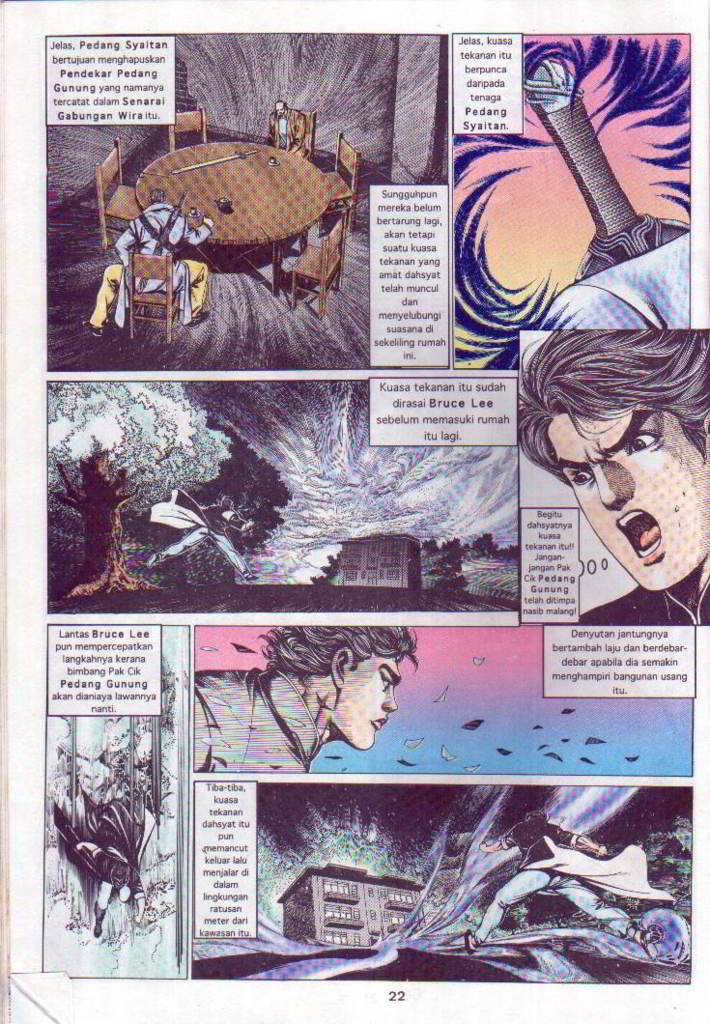 Jelas, Pedang Syaitan
bertujuan menghapuskan
Pendekar Pedang
Gunung yang namanya
tercatat dalam Senarai
Gabungan Wira itu.
Sungguhpun
mereka belum
bertarung lagi,
akan tetapi
suatu kuasa
tekanan yang
amat dahsyat
telah muncul
dan
menyelubungi
suasana di
sekeliling rumah
ini.
Jelas, kuasa
tekanan itu
berpunca
daripada
tenaga
Pedang
Syaitan.
Kuasa tekanan itu sudah
dirasai Bruce Lee
sebelum memasuki rumah
itu lagi.
Begitu
dahsyatnya
kuasa
tekanan itu!!
Jangan-
jangan Pak
Cik Pedang
Gunung
telah ditimpa
nasib malang!
Lantas Bruce Lee
pun mempercepatkan
langkahnya kerana
bimbang Pak Cik
Pedang Gunung
akan dianiaya lawannya
nanti.
Denyutan jantungnya
bertambah laju dan berdebar-
debar apabila dia semakin
menghampiri bangunan usang
itu.
Tiba-tiba,
kuasa
tekanan
dahsyat itu
pun
memancut
keluar lalu
menjalar di
dalam
lingkungan
ratusan
meter dari
kawasan itu.
22